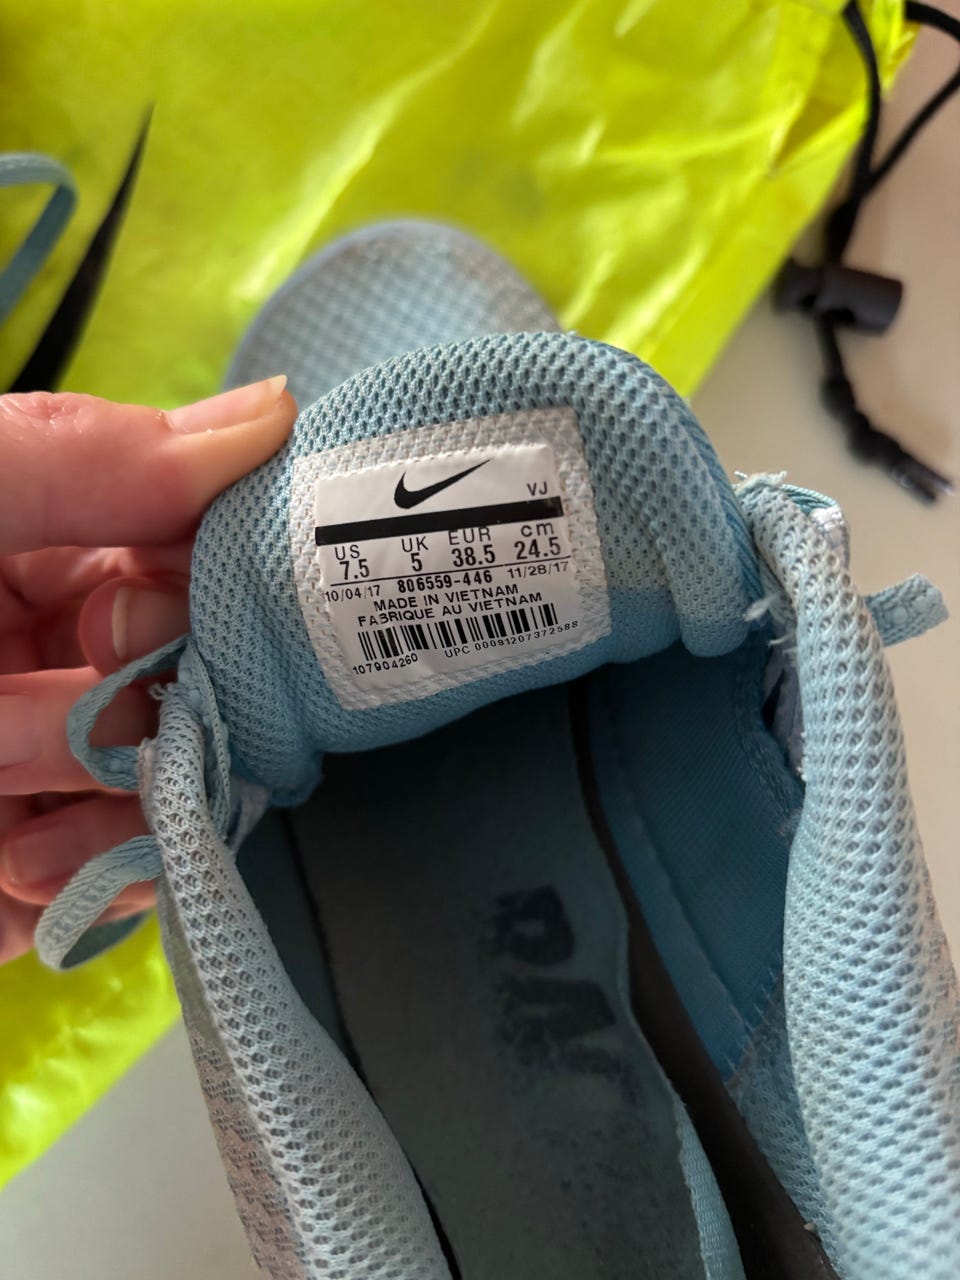 VJ
US UK EUR cm
7.5 5 38.5 24.5
10/04/17 806559-446 11/28/17
MADE IN VIETNAM
FABRIQUE AU VIETNAM
107904260 UPC 00091207372588